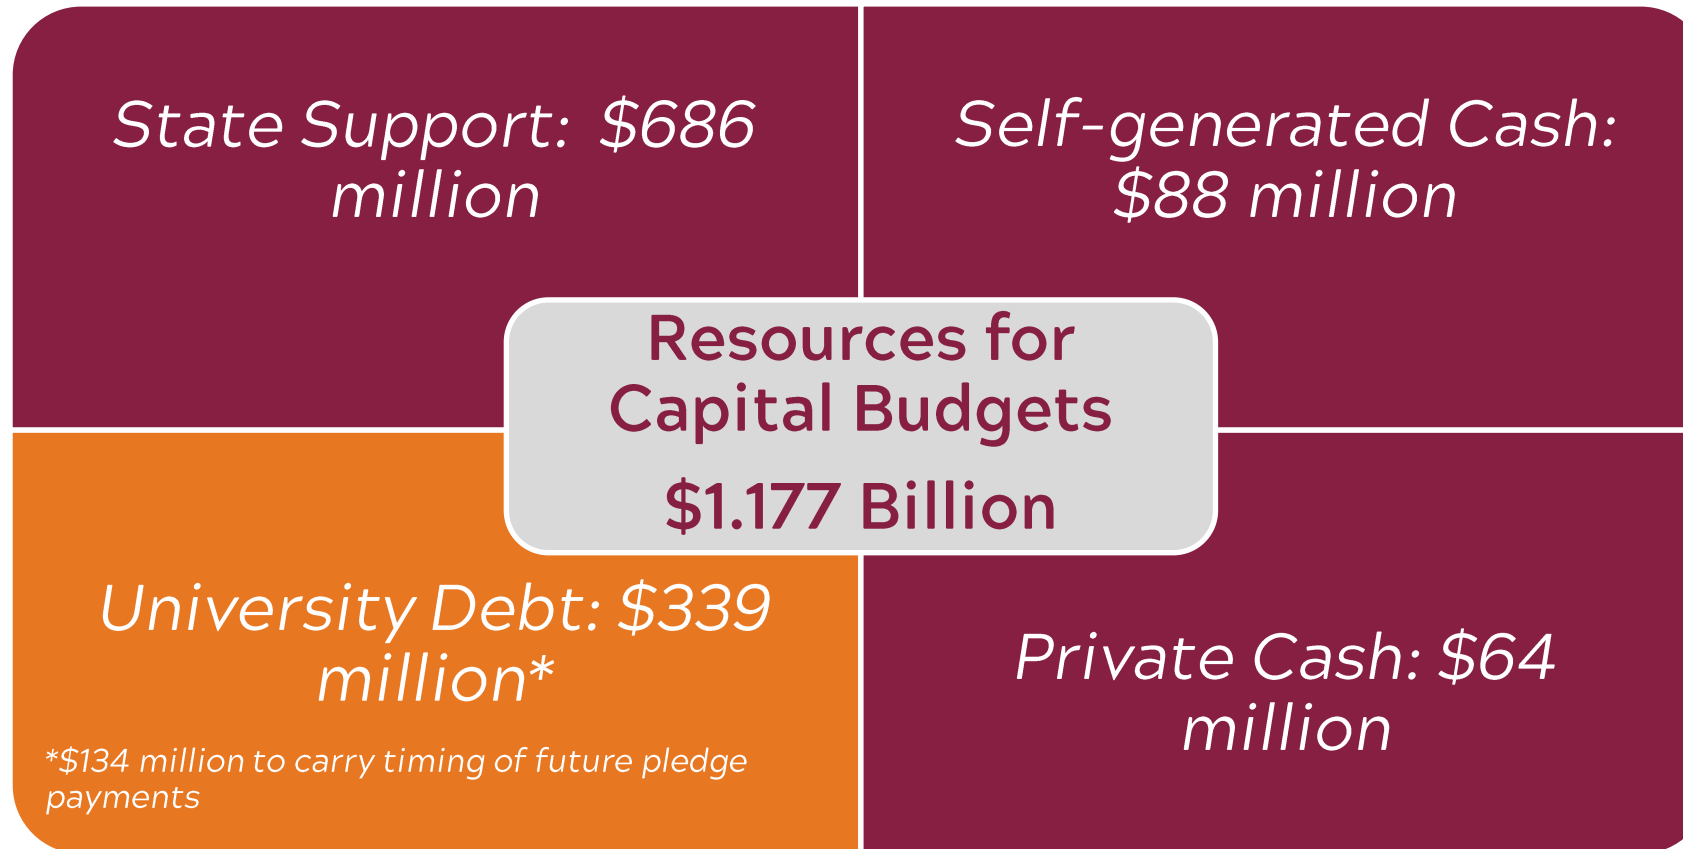 State Support:  $686
million
Self-generated Cash:
$88 million
Resources for
Capital Budgets
$1.177 Billion
University Debt: $339
million*
*$134 million to carry timing of future pledge
payments
Private Cash: $64
million